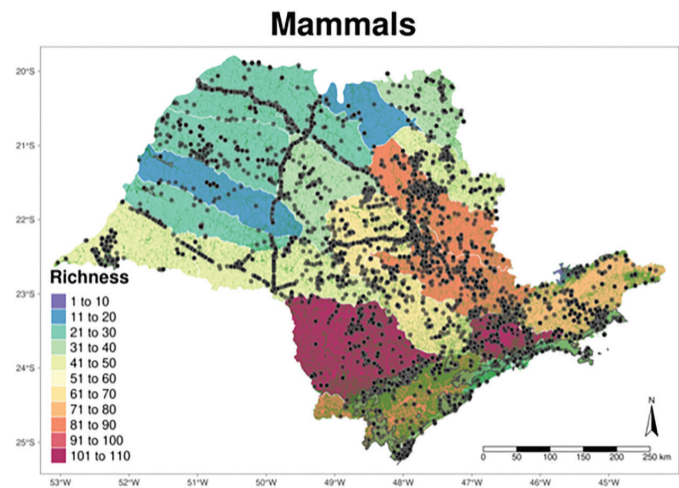 Mammals
20°S
21°S
22°S
23°S
24°S
25°S
Richness
1 to 10
11 to 20
21 to 30
31 to 40
41 to 50
51 to 60
61 to 70
71 to 80
81 to 90
91 to 100
101 to 110
N
0 50 100 150 200 250 km
53°W 52°W 51°W 50°W 49°W 48°W 47°W 46°W 45°W